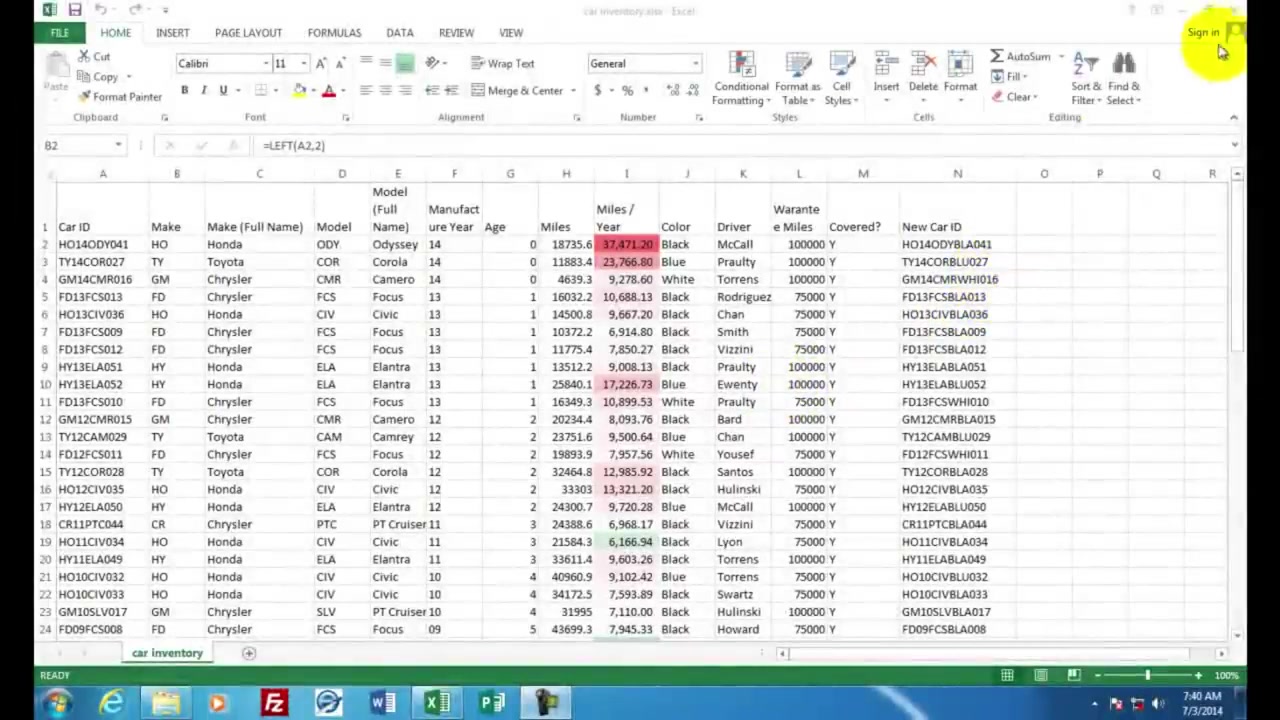 car inventory.xlsx - Excel
FILE HOME INSERT PAGE LAYOUT FORMULAS DATA REVIEW VIEW Sign in
Cut
Copy
Format Painter
Paste
Clipboard
Calibri 11
B I U
Font
Wrap Text
Merge & Center
Alignment
General
$ % ,
Number
Conditional Formatting
Format as Table
Cell Styles
Styles
Insert Delete Format
Cells
AutoSum
Fill
Clear
Sort & Filter
Find & Select
Editing
B2 =LEFT(A2,2)
A B C D E F G H I J K L M N O P Q R
1 Car ID Make Make (Full Name) Model Model (Full Name) Manufacture Year Age Miles Miles / Year Color Driver Warantee Miles Covered? New Car ID
2 HO14ODY041 HO Honda ODY Odyssey 14 0 18735.6 37,471.20 Black McCall 100000 Y HO14ODYBLA041
3 TY14COR027 TY Toyota COR Corola 14 0 11883.4 23,766.80 Blue Praulty 100000 Y TY14CORBLU027
4 GM14CMR016 GM Chrysler CMR Camero 14 0 4639.3 9,278.60 White Torrens 100000 Y GM14CMRWHI016
5 FD13FCS013 FD Chrysler FCS Focus 13 1 16032.2 10,688.13 Black Rodriguez 75000 Y FD13FCSBLA013
6 HO13CIV036 HO Honda CIV Civic 13 1 14500.8 9,667.20 Black Chan 75000 Y HO13CIVBLA036
7 FD13FCS009 FD Chrysler FCS Focus 13 1 10372.2 6,914.80 Black Smith 75000 Y FD13FCSBLA009
8 FD13FCS012 FD Chrysler FCS Focus 13 1 11775.4 7,850.27 Black Vizzini 75000 Y FD13FCSBLA012
9 HY13ELA051 HY Chrysler ELA Elantra 13 1 13512.2 9,008.13 Black Praulty 100000 Y HY13ELABLA051
10 HY13ELA052 HY Chrysler ELA Elantra 13 1 25840.1 17,226.73 Blue Ewenty 100000 Y HY13ELABLU052
11 FD13FCS010 FD Chrysler FCS Focus 13 1 16349.3 10,899.53 White Praulty 75000 Y FD13FCSWHI010
12 GM12CMR015 GM Chrysler CMR Camero 12 2 20234.4 8,093.76 Black Bard 100000 Y GM12CMRBLA015
13 TY12CAM029 TY Toyota CAM Camrey 12 2 23751.6 9,500.64 Blue Chan 100000 Y TY12CAMBLU029
14 FD12FCS011 FD Chrysler FCS Focus 12 2 19893.9 7,957.56 White Yousef 75000 Y FD12FCSWHI011
15 TY12COR028 TY Toyota COR Corola 12 2 32464.8 12,985.92 Black Santos 100000 Y TY12CORBLA028
16 HO12CIV035 HO Honda CIV Civic 12 2 33303 13,321.20 Black Hulinski 75000 Y HO12CIVBLA035
17 HY12ELA050 HY Honda ELA Elantra 12 2 24300.7 9,720.28 Blue McCall 100000 Y HY12ELABLU050
18 CR11PTC044 CR Chrysler PTC PT Cruiser 11 3 24388.6 6,968.17 Black Vizzini 75000 Y CR11PTCBLA044
19 HO11CIV034 HO Honda CIV Civic 11 3 21584.3 6,166.94 Black Lyon 75000 Y HO11CIVBLA034
20 HY11ELA049 HY Honda ELA Elantra 11 3 33611.4 9,603.26 Black Torrens 100000 Y HY11ELABLA049
21 HO10CIV032 HO Honda CIV Civic 10 4 40960.9 9,102.42 Blue Torrens 75000 Y HO10CIVBLU032
22 HO10CIV033 HO Honda CIV Civic 10 4 34172.5 7,593.89 Black Swartz 75000 Y HO10CIVBLA033
23 GM10SLV017 GM Chrysler SLV PT Cruiser 10 4 31995 7,110.00 Black Hulinski 100000 Y GM10SLVBLA017
24 FD09FCS008 FD Chrysler FCS Focus 09 5 43699.3 7,945.33 Black Howard 75000 Y FD09FCSBLA008
car inventory
READY 100%
7:40 AM
7/3/2014